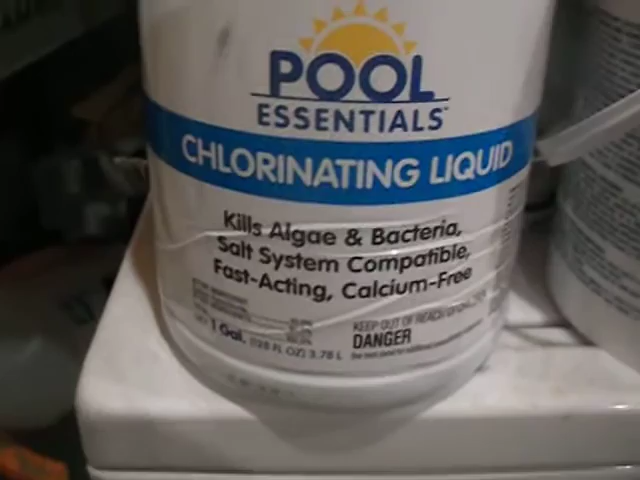 POOL
ESSENTIALS
CHLORINATING LIQUID
Kills Algae & Bacteria,
Salt System Compatible,
Fast-Acting, Calcium-Free
KEEP OUT OF REACH OF CHILDREN
DANGER
1 Gal. (128 FL OZ) 3.78 L